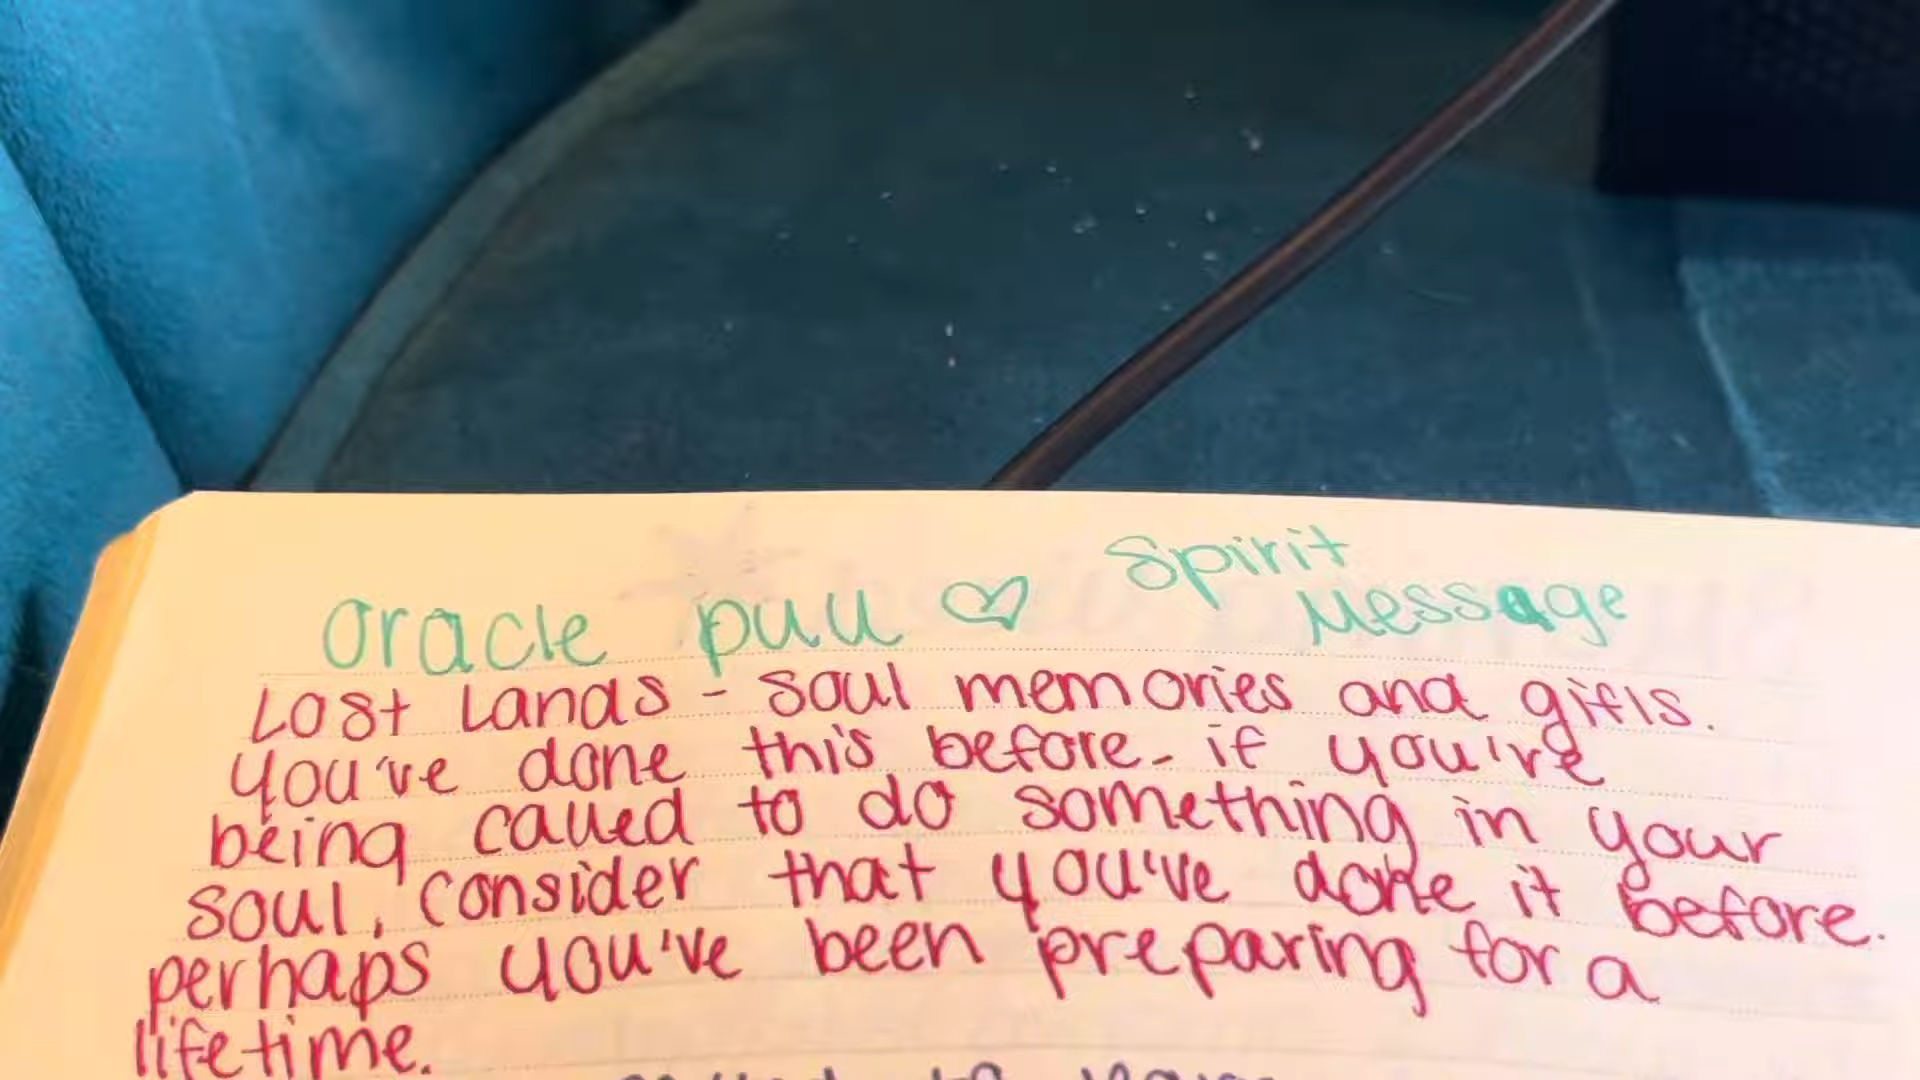 oracle pull ♡ Spirit Message
Lost Lands - soul memories and gifts.
you've done this before - if you've
being called to do something in your
soul, consider that you've done it before.
perhaps you've been preparing for a
lifetime.